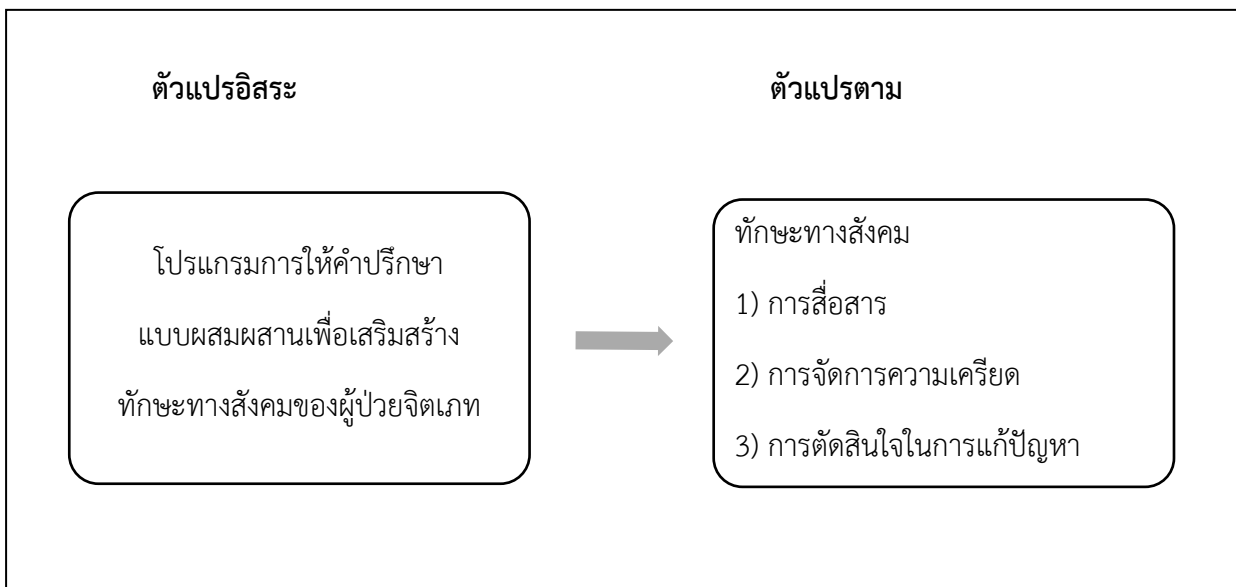 ตัวแปรอิสระ
ตัวแปรตาม
โปรแกรมการให้คำปรึกษา
แบบผสมผสานเพื่อเสริมสร้าง
ทักษะทางสังคมของผู้ป่วยจิตเภท
ทักษะทางสังคม
1) การสื่อสาร
2) การจัดการความเครียด
3) การตัดสินใจในการแก้ปัญหา